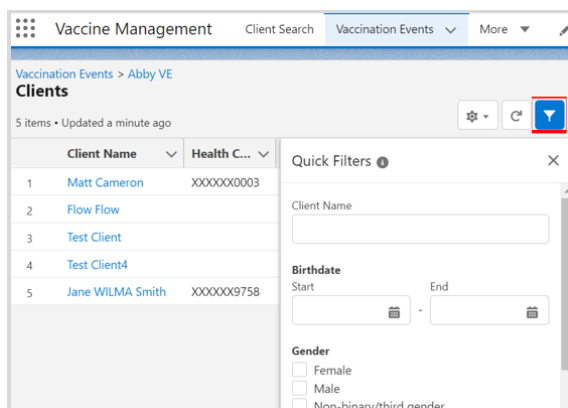 Vaccine Management Client Search Vaccination Events More
Vaccination Events > Abby VE
Clients
5 items • Updated a minute ago
Client Name Health C...
1 Matt Cameron XXXXXX0003
2 Flow Flow
3 Test Client
4 Test Client4
5 Jane WILMA Smith XXXXXX9758
Quick Filters
Client Name
Birthdate
Start End
-
Gender
Female
Male
Non-binary/third gender